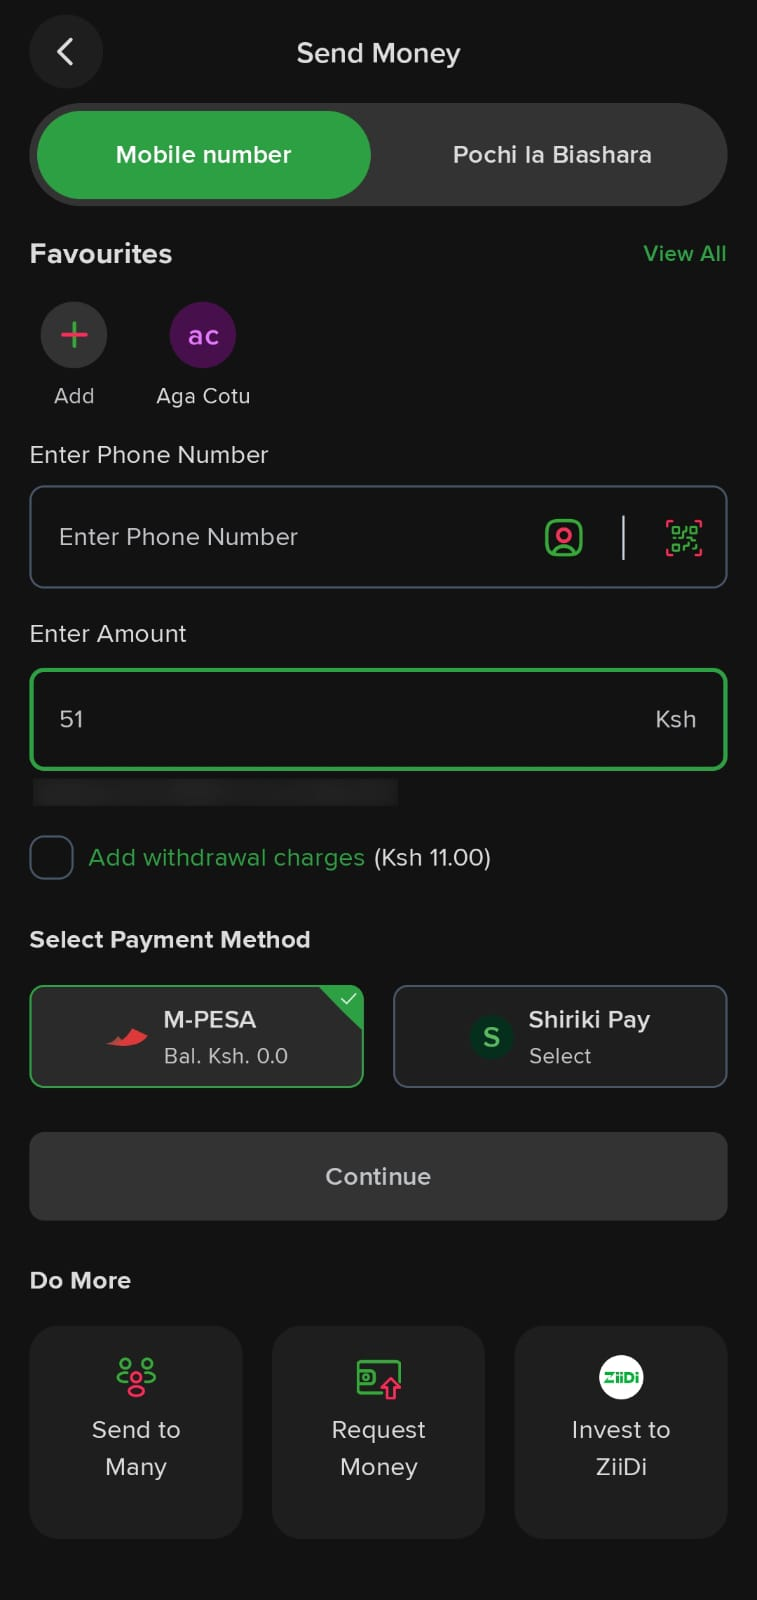 Send Money
Mobile number
Pochi la Biashara
Favourites
View All
ac
Add
Aga Cotu
Enter Phone Number
Enter Phone Number
Enter Amount
51
Ksh
Add withdrawal charges (Ksh 11.00)
Select Payment Method
M-PESA
Bal. Ksh. 0.0
S
Shiriki Pay
Select
Continue
Do More
Send to
Many
Request
Money
ZiiDi
Invest to
ZiiDi